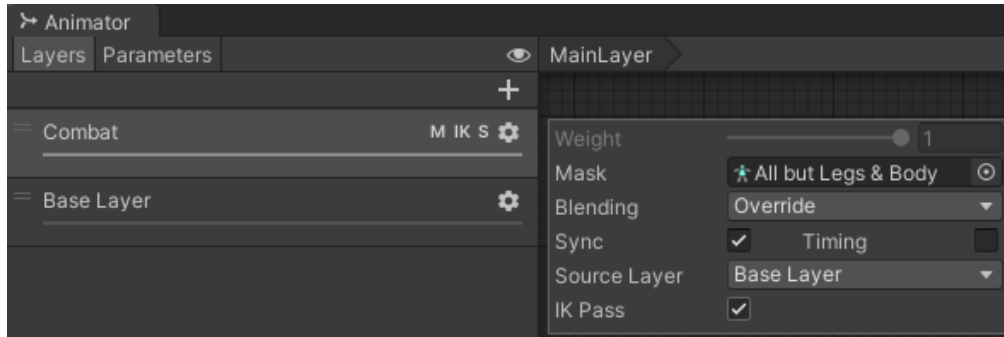 Animator
Layers Parameters
MainLayer
Combat M IK S
Base Layer
Weight 1
Mask All but Legs & Body
Blending Override
Sync Timing
Source Layer Base Layer
IK Pass